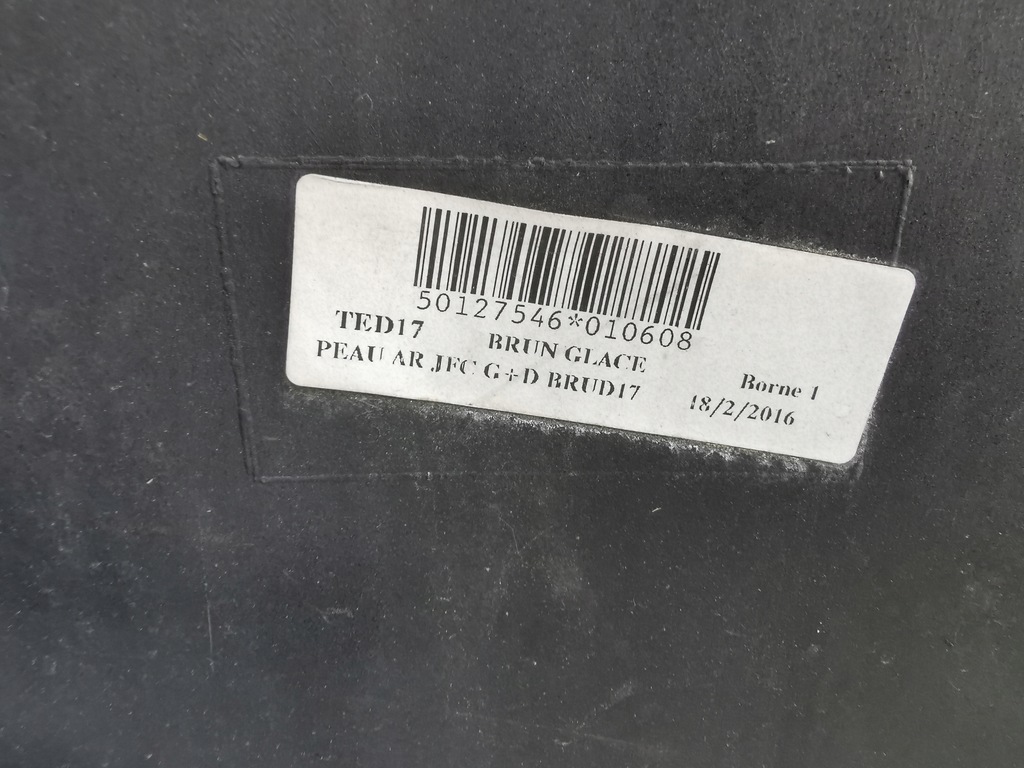 50127546*010608
TED17 BRUN GLACE
PEAU AR JFC G+D BRUD17
Borne 1
18/2/2016